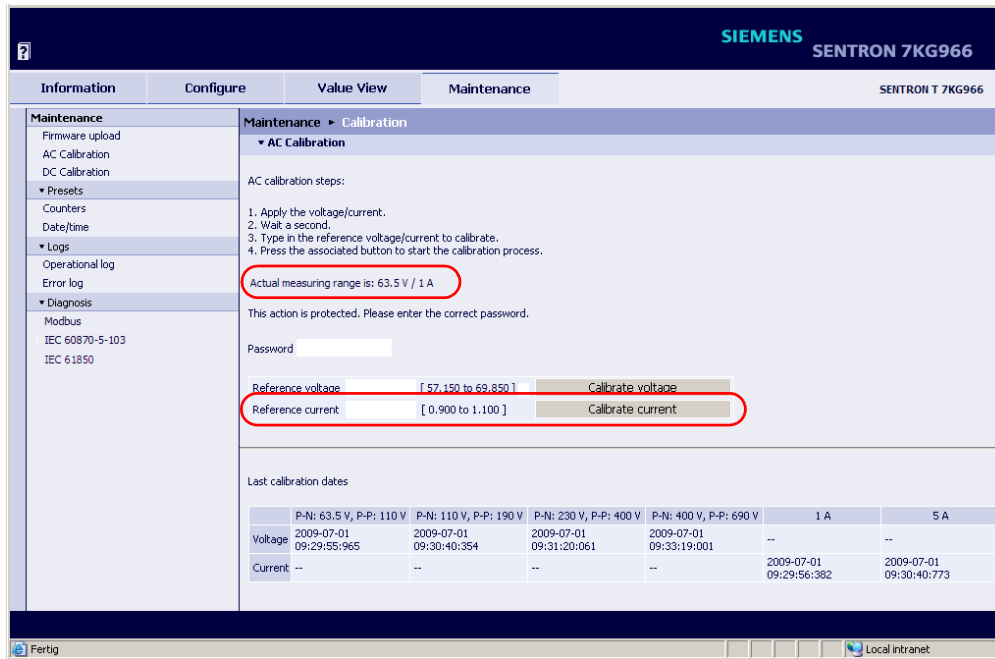 SIEMENS
SENTRON 7KG966
?
Information Configure Value View Maintenance SENTRON T 7KG966
Maintenance
Firmware upload
AC Calibration
DC Calibration
▾ Presets
Counters
Date/time
▾ Logs
Operational log
Error log
▾ Diagnosis
Modbus
IEC 60870-5-103
IEC 61850
Maintenance ► Calibration
▾ AC Calibration
AC calibration steps:
1. Apply the voltage/current.
2. Wait a second.
3. Type in the reference voltage/current to calibrate.
4. Press the associated button to start the calibration process.
Actual measuring range is: 63.5 V / 1 A
This action is protected. Please enter the correct password.
Password
Reference voltage [ 57.150 to 69.850 ] Calibrate voltage
Reference current [ 0.900 to 1.100 ] Calibrate current
Last calibration dates
P-N: 63.5 V, P-P: 110 V P-N: 110 V, P-P: 190 V P-N: 230 V, P-P: 400 V P-N: 400 V, P-P: 690 V 1 A 5 A
Voltage 2009-07-01 09:29:55:965 2009-07-01 09:30:40:354 2009-07-01 09:31:20:061 2009-07-01 09:33:19:001 -- --
Current -- -- -- -- 2009-07-01 09:29:56:382 2009-07-01 09:30:40:773
Fertig Local intranet